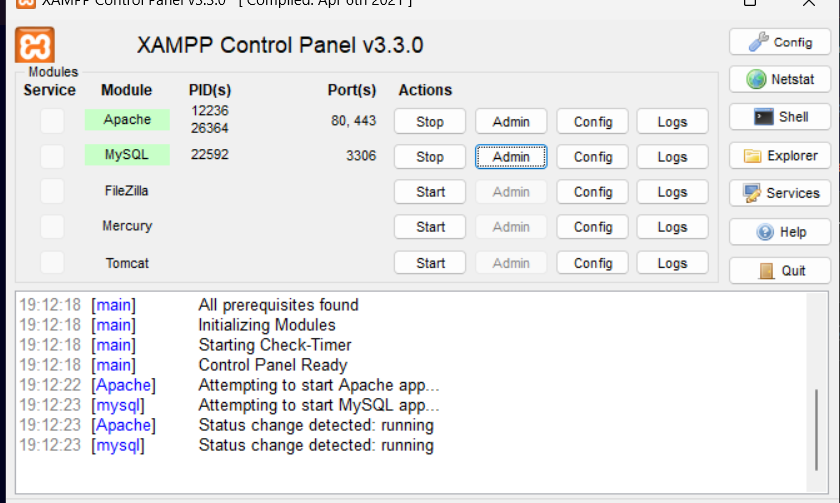 XAMPP Control Panel v3.3.0 [ Compiled: Apr 6th 2021 ]
XAMPP Control Panel v3.3.0
Config
Modules
Service Module PID(s) Port(s) Actions
Netstat
Apache 12236 26364 80, 443 Stop Admin Config Logs
Shell
MySQL 22592 3306 Stop Admin Config Logs
Explorer
FileZilla Start Admin Config Logs
Services
Mercury Start Admin Config Logs
Help
Tomcat Start Admin Config Logs
Quit
19:12:18 [main] All prerequisites found
19:12:18 [main] Initializing Modules
19:12:18 [main] Starting Check-Timer
19:12:18 [main] Control Panel Ready
19:12:22 [Apache] Attempting to start Apache app...
19:12:23 [mysql] Attempting to start MySQL app...
19:12:23 [Apache] Status change detected: running
19:12:23 [mysql] Status change detected: running